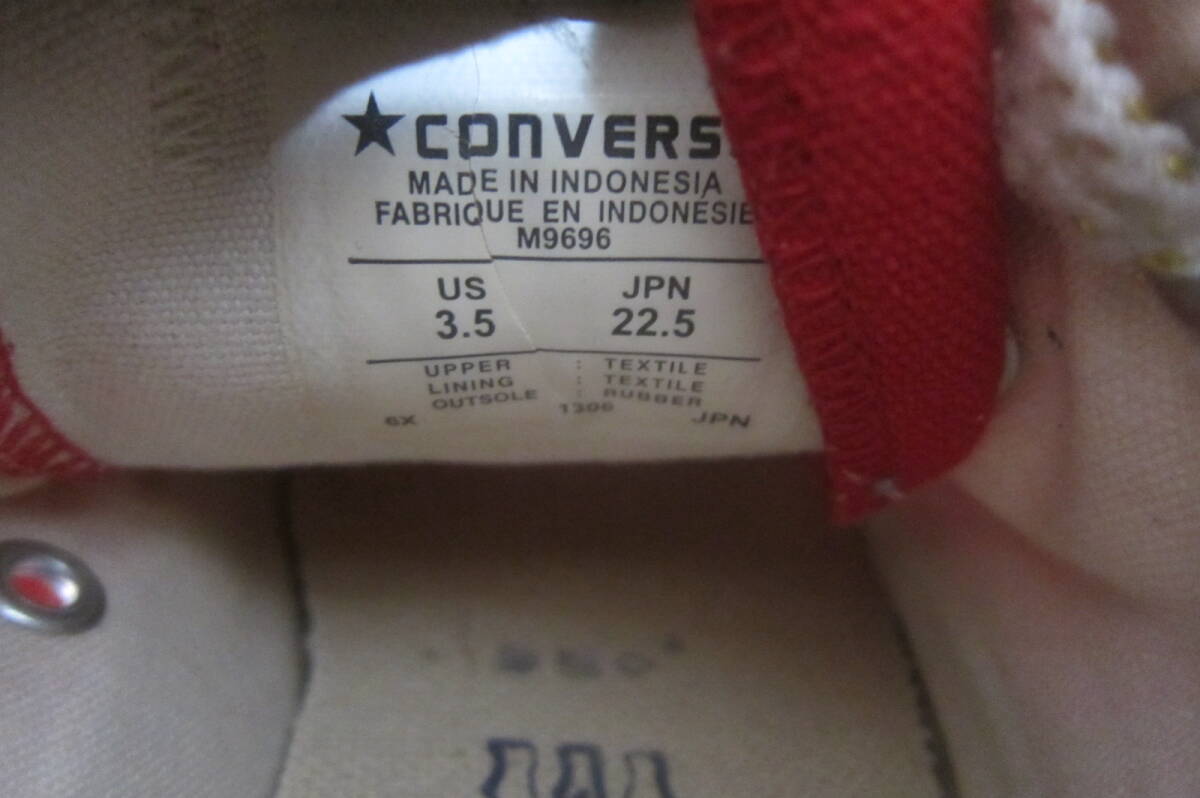 ★CONVERS
MADE IN INDONESIA
FABRIQUE EN INDONÉSIE
M9696
US JPN
3.5 22.5
UPPER : TEXTILE
LINING : TEXTILE
OUTSOLE : RUBBER
6X JPN